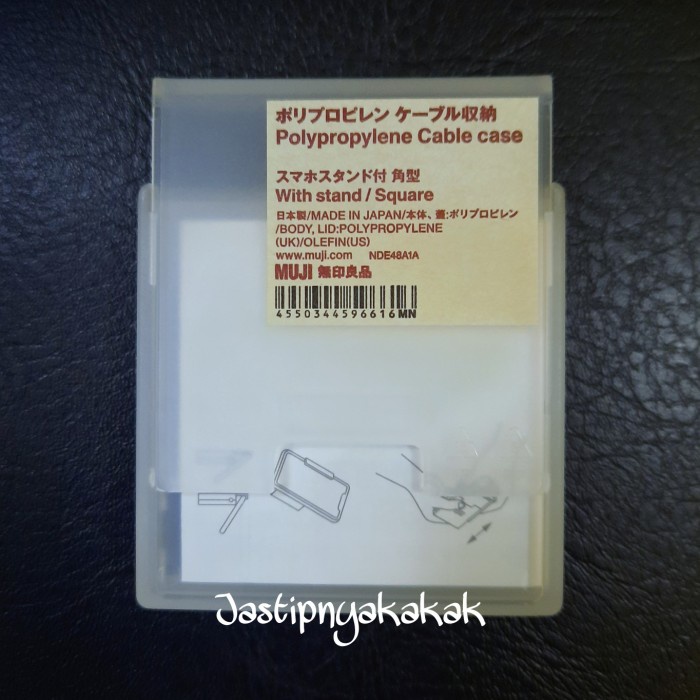 ポリプロピレン ケーブル収納
Polypropylene Cable case
スマホスタンド付 角型
With stand / Square
日本製/MADE IN JAPAN/本体、蓋:ポリプロピレン
/BODY, LID:POLYPROPYLENE
(UK)/OLEFIN(US)
www.muji.com NDE48A1A
MUJI 無印良品
4550344596616MN
Jastipnyakakak